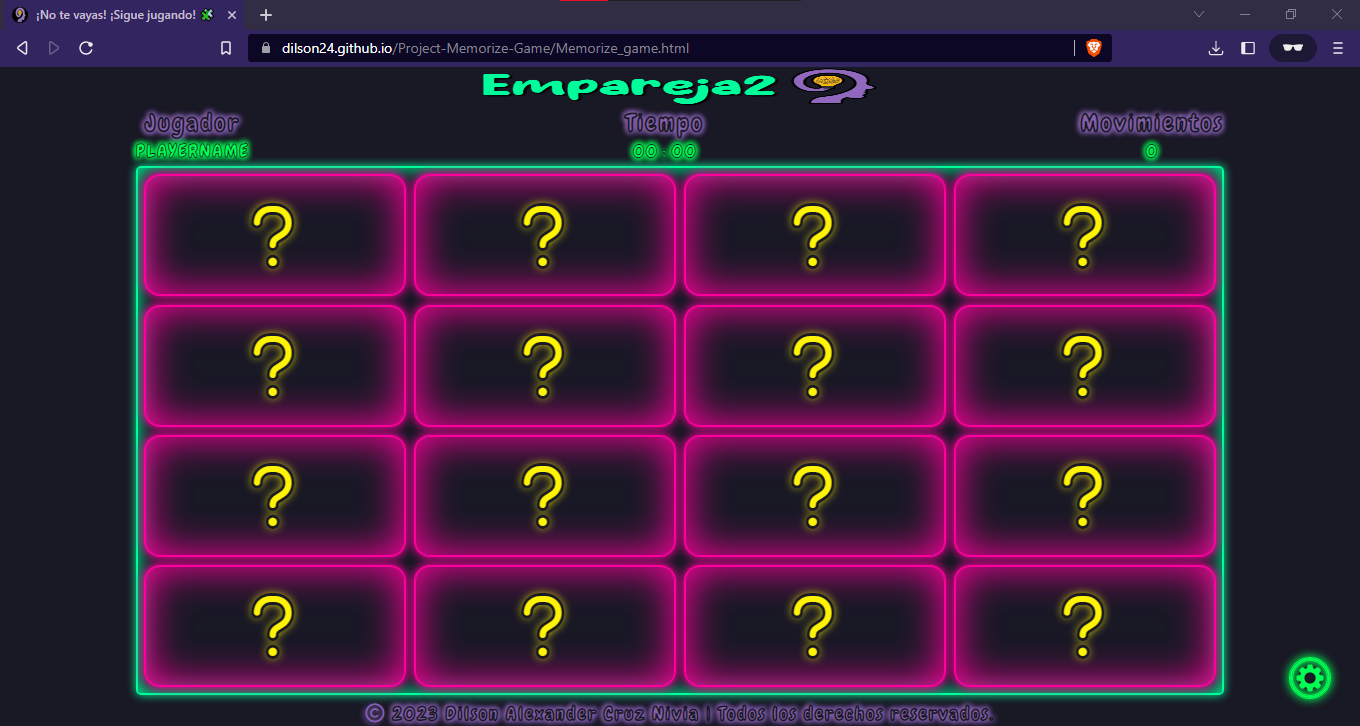 ¡No te vayas! ¡Sigue jugando!
dilson24.github.io/Project-Memorize-Game/Memorize_game.html
Empareja2
Jugador Tiempo Movimientos
PLAYERNAME 00:00 0
? ? ? ?
? ? ? ?
? ? ? ?
? ? ? ?
© 2023 Dilson Alexander Cruz Nivia | Todos los derechos reservados.